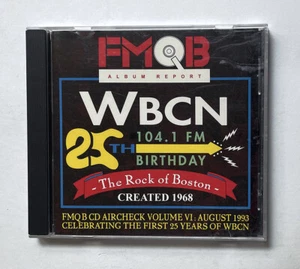 FMQB
ALBUM REPORT
WBCN
104.1 FM
25TH
BIRTHDAY
- The Rock of Boston -
CREATED 1968
FMQB CD AIRCHECK VOLUME VI: AUGUST 1993
CELEBRATING THE FIRST 25 YEARS OF WBCN